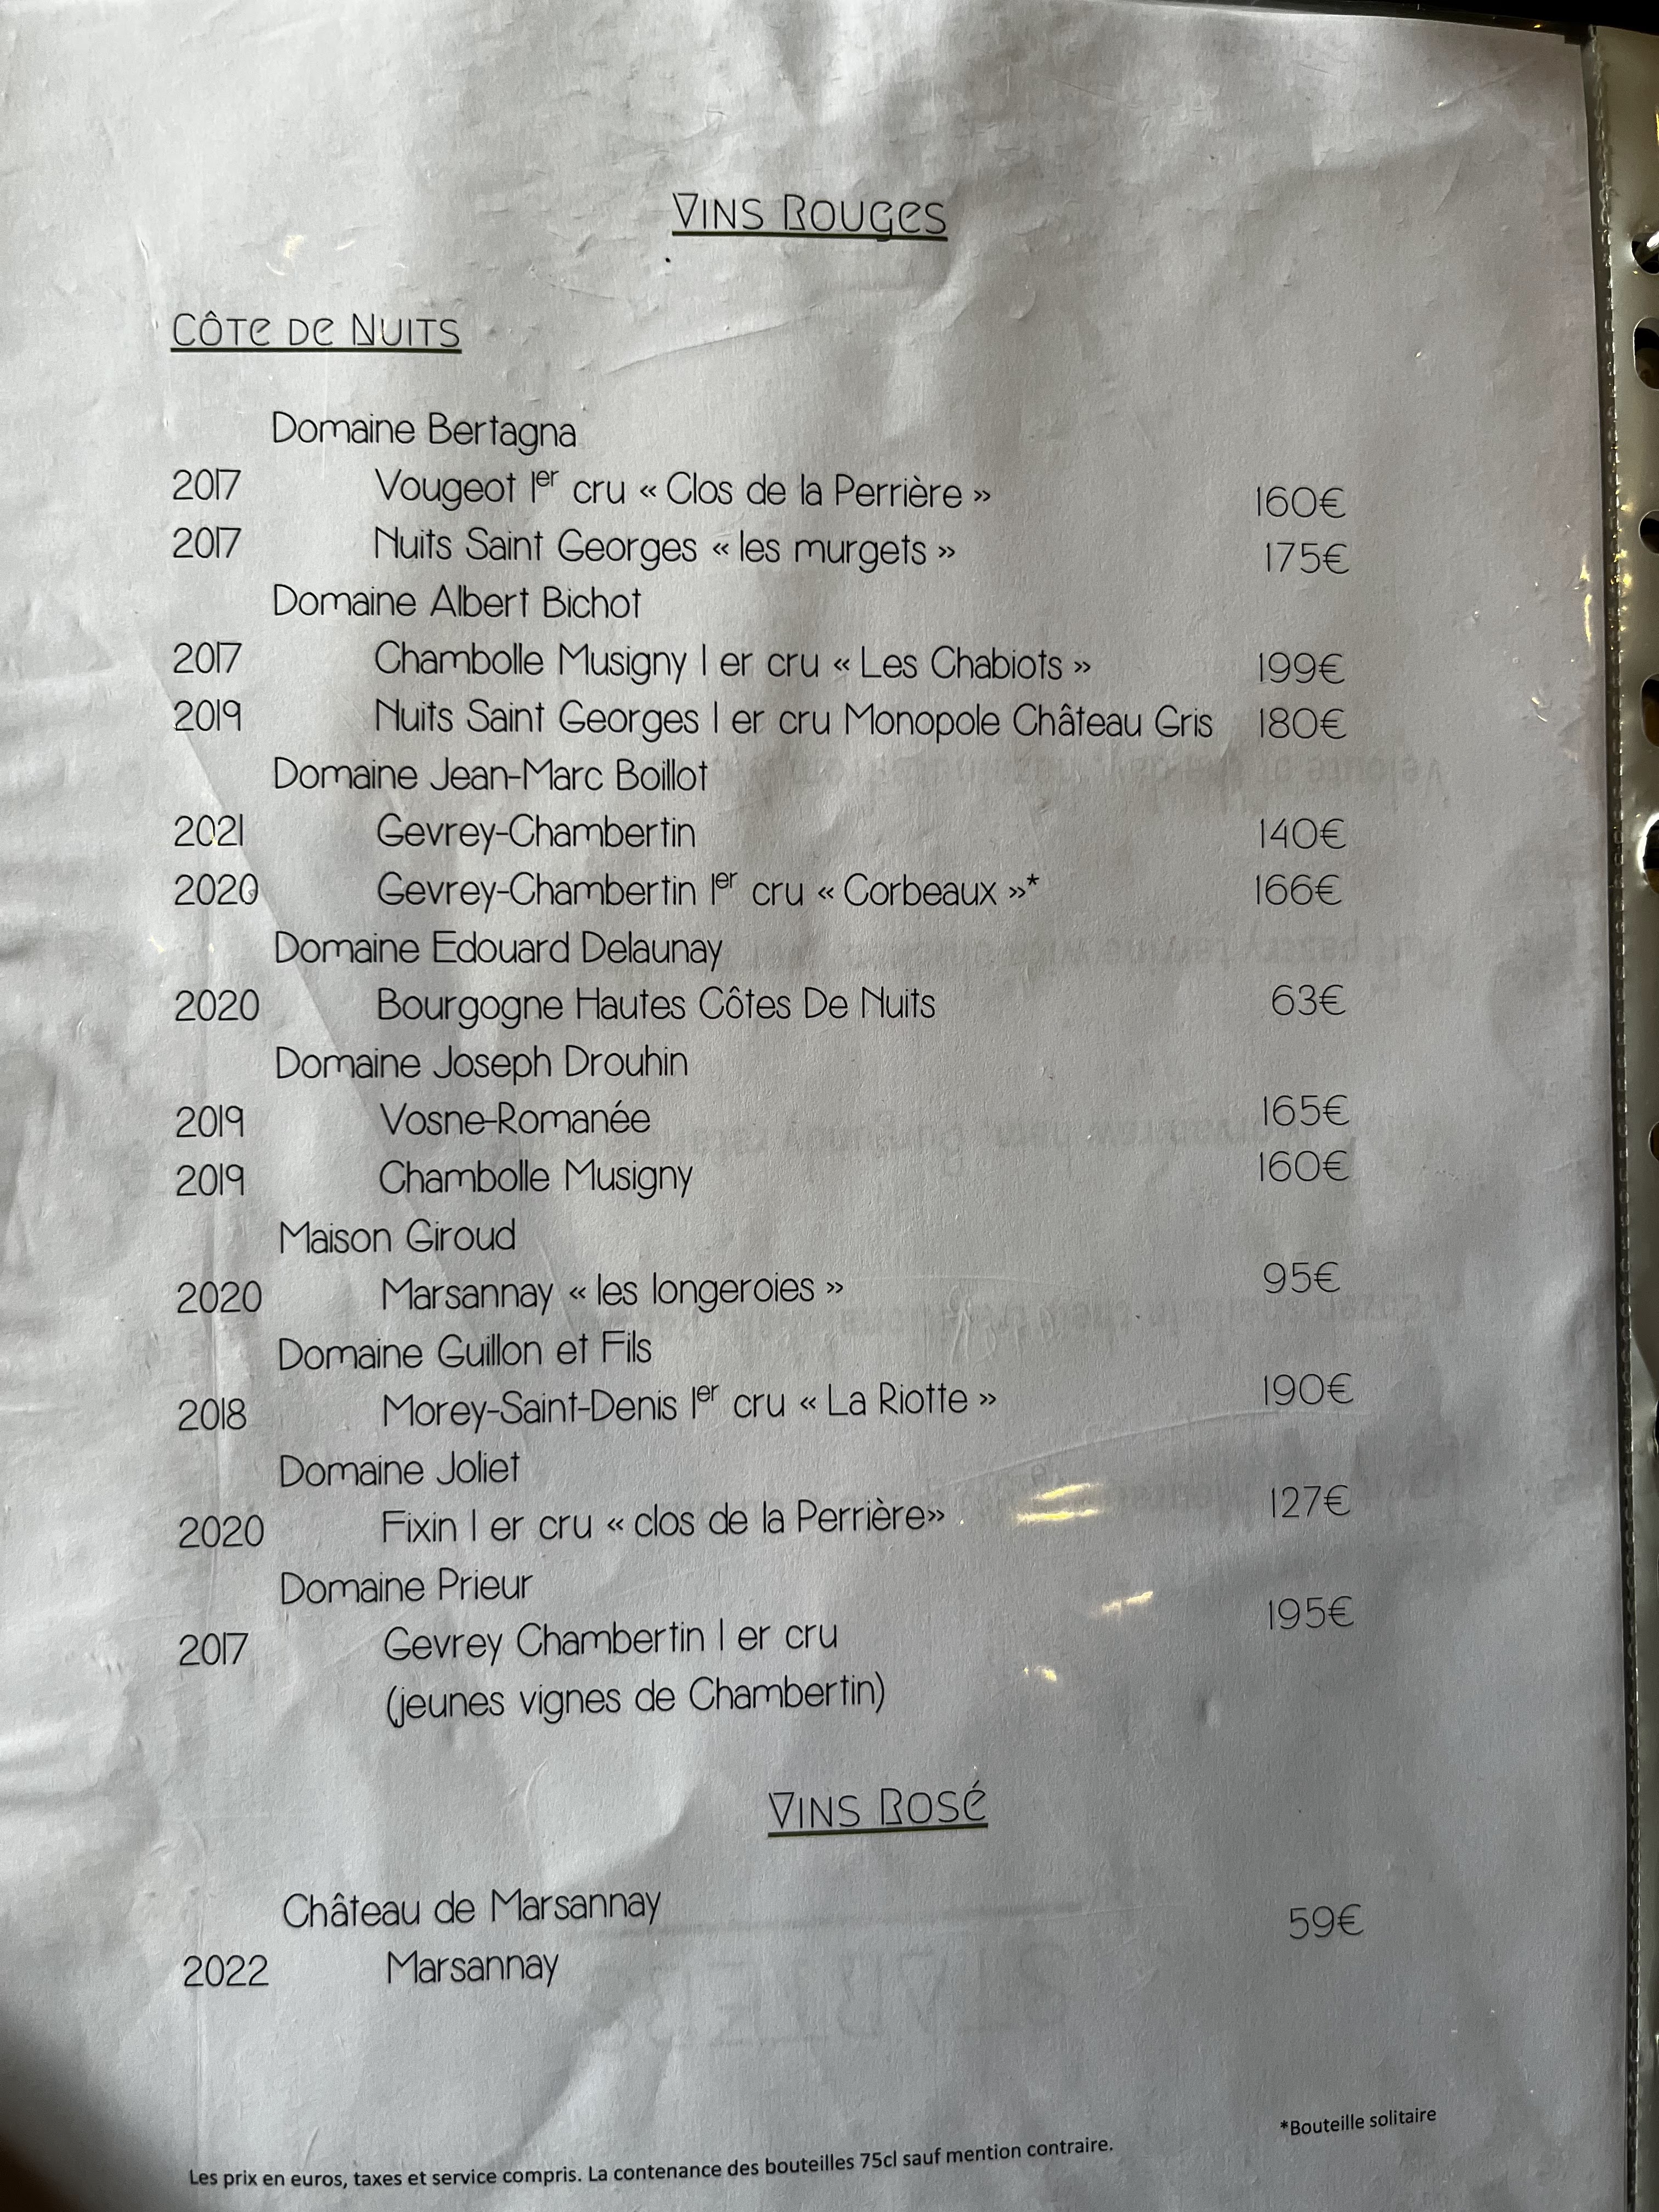 Vins Rouges
Côte de Nuits
Domaine Bertagna
2017 Vougeot 1er cru « Clos de la Perrière » 160€
2017 Nuits Saint Georges « les murgets » 175€
Domaine Albert Bichot
2017 Chambolle Musigny 1 er cru « Les Chabiots » 199€
2019 Nuits Saint Georges 1 er cru Monopole Château Gris 180€
Domaine Jean-Marc Boillot
2021 Gevrey-Chambertin 140€
2020 Gevrey-Chambertin 1er cru « Corbeaux »* 166€
Domaine Edouard Delaunay
2020 Bourgogne Hautes Côtes De Nuits 63€
Domaine Joseph Drouhin
2019 Vosne-Romanée 165€
2019 Chambolle Musigny 160€
Maison Giroud
2020 Marsannay « les longeroies » 95€
Domaine Guillon et Fils
2018 Morey-Saint-Denis 1er cru « La Riotte » 190€
Domaine Joliet
2020 Fixin 1 er cru « clos de la Perrière» 127€
Domaine Prieur
2017 Gevrey Chambertin 1 er cru 195€
(jeunes vignes de Chambertin)
Vins Rosé
Château de Marsannay
2022 Marsannay 59€
*Bouteille solitaire
Les prix en euros, taxes et service compris. La contenance des bouteilles 75cl sauf mention contraire.